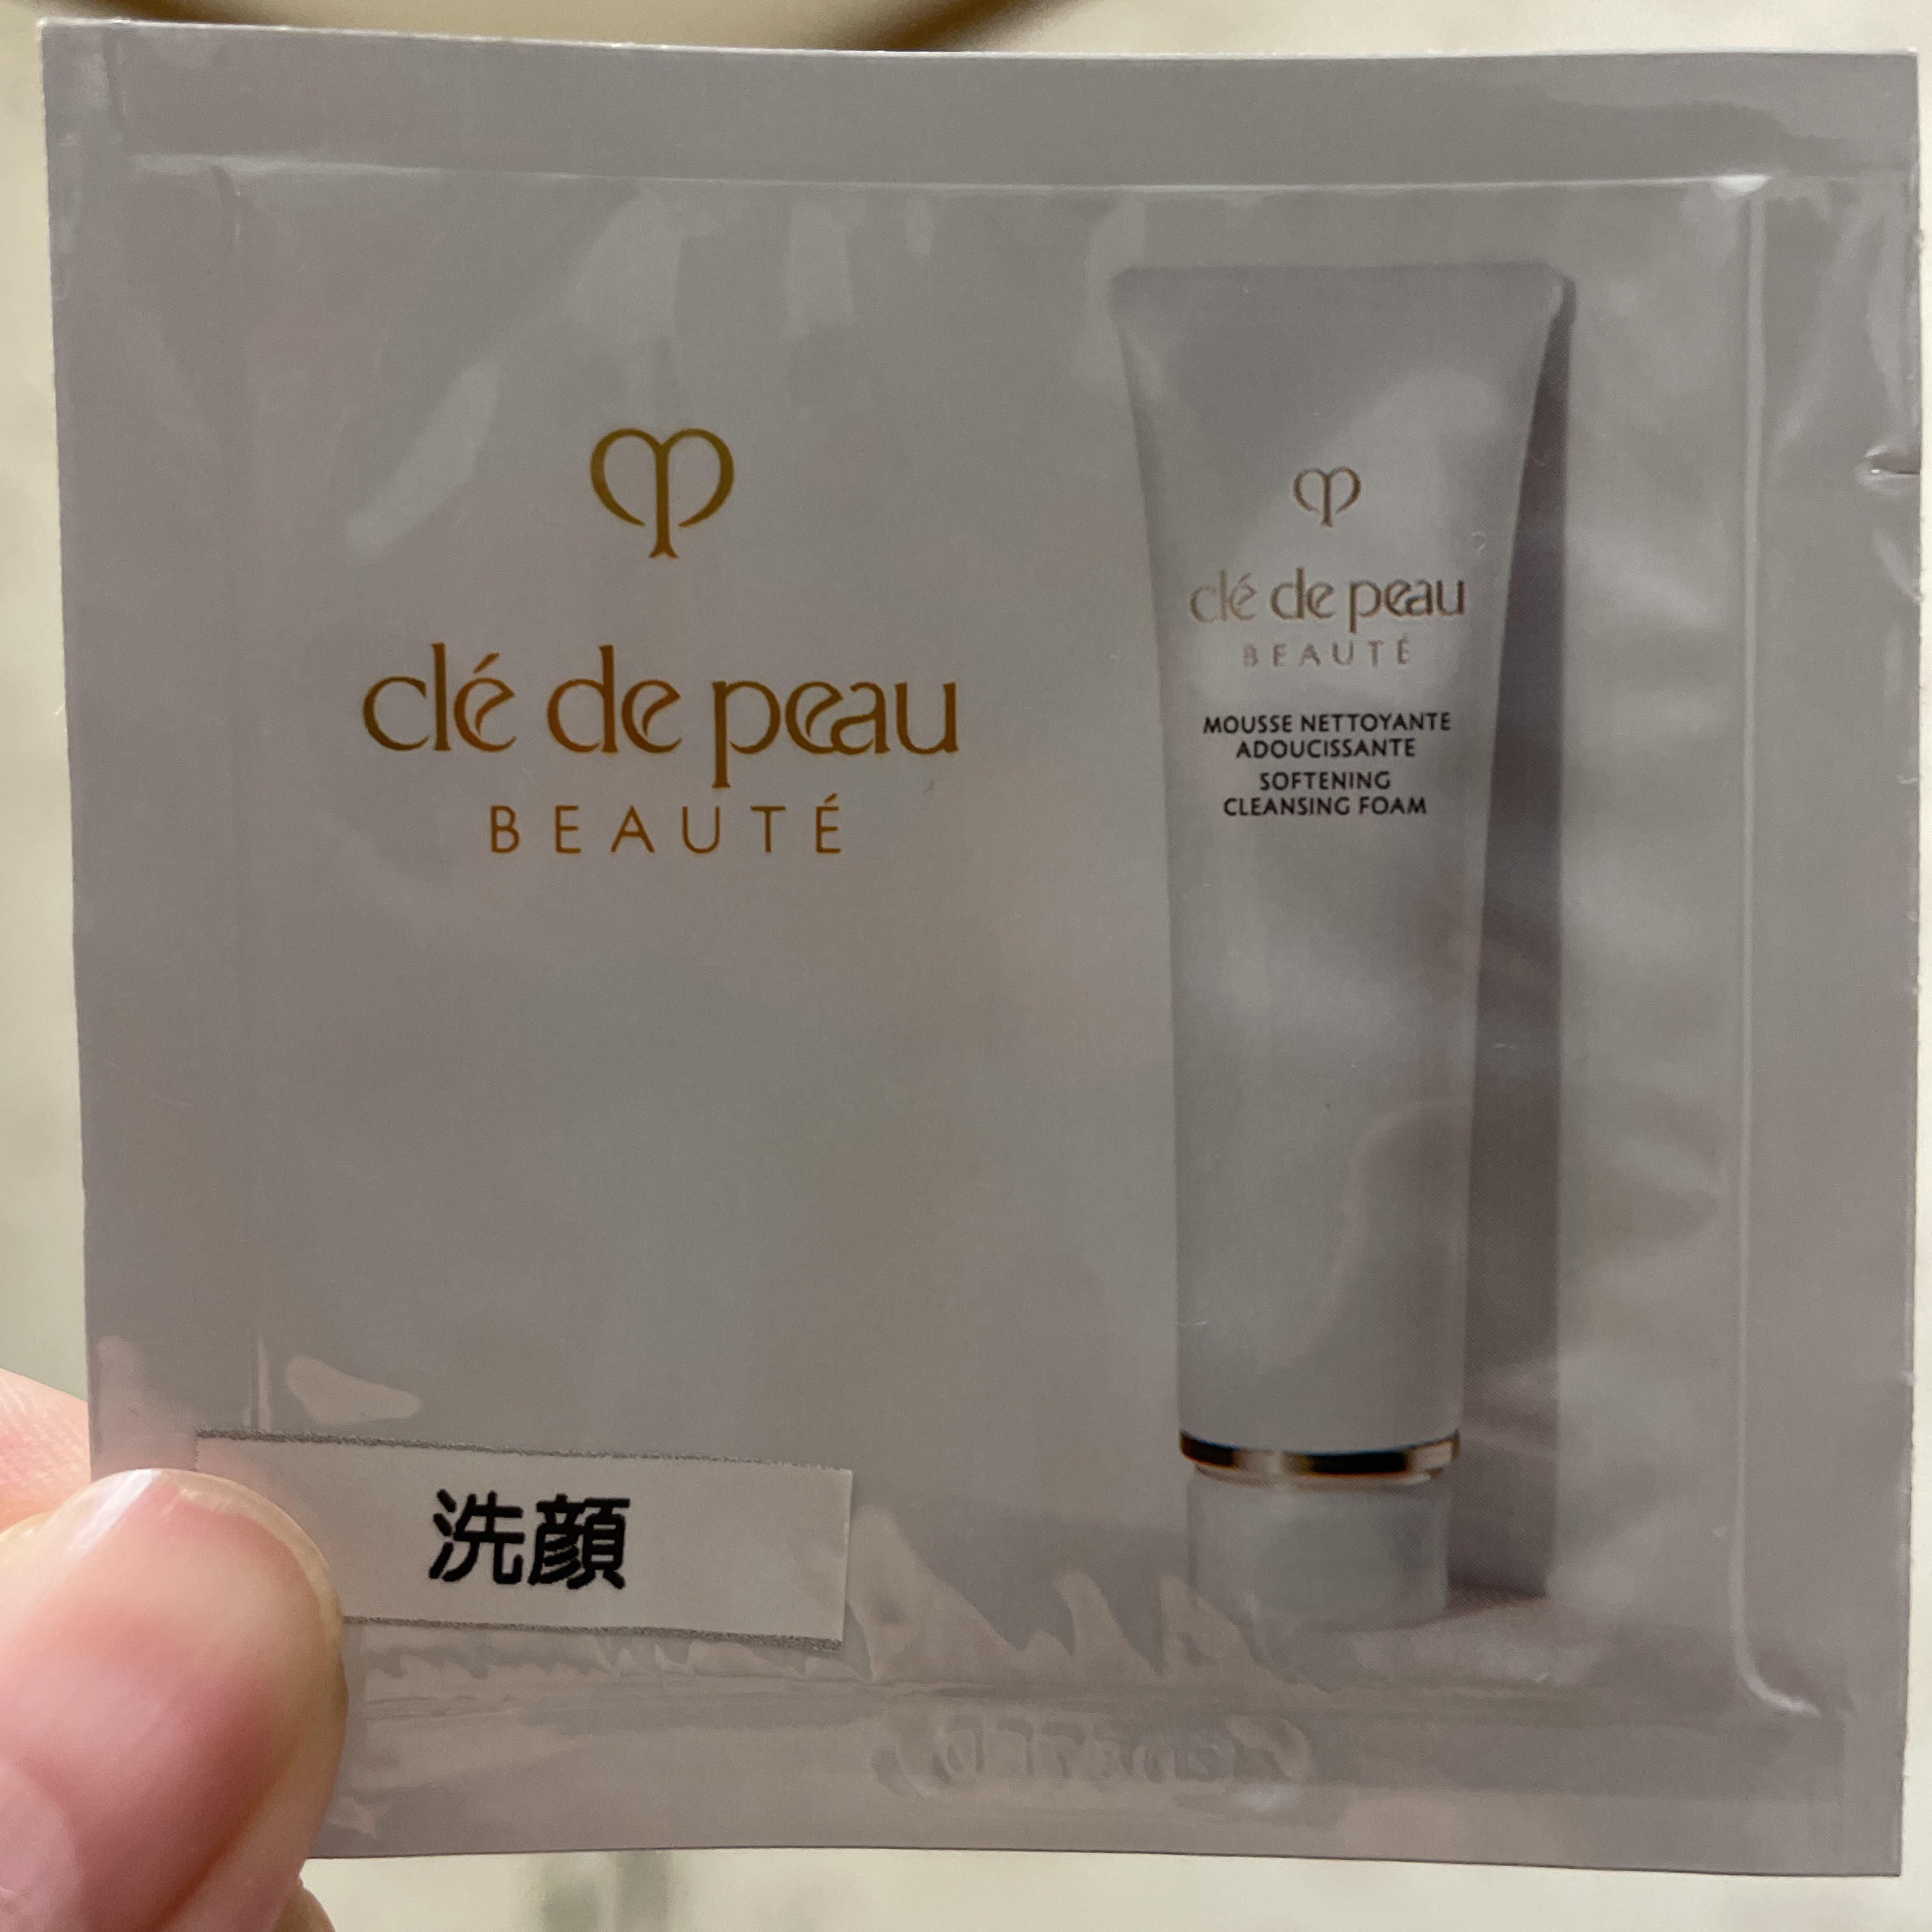 clé de peau
BEAUTÉ
clé de peau
BEAUTÉ
MOUSSE NETTOYANTE
ADOUCISSANTE
SOFTENING
CLEANSING FOAM
洗顔